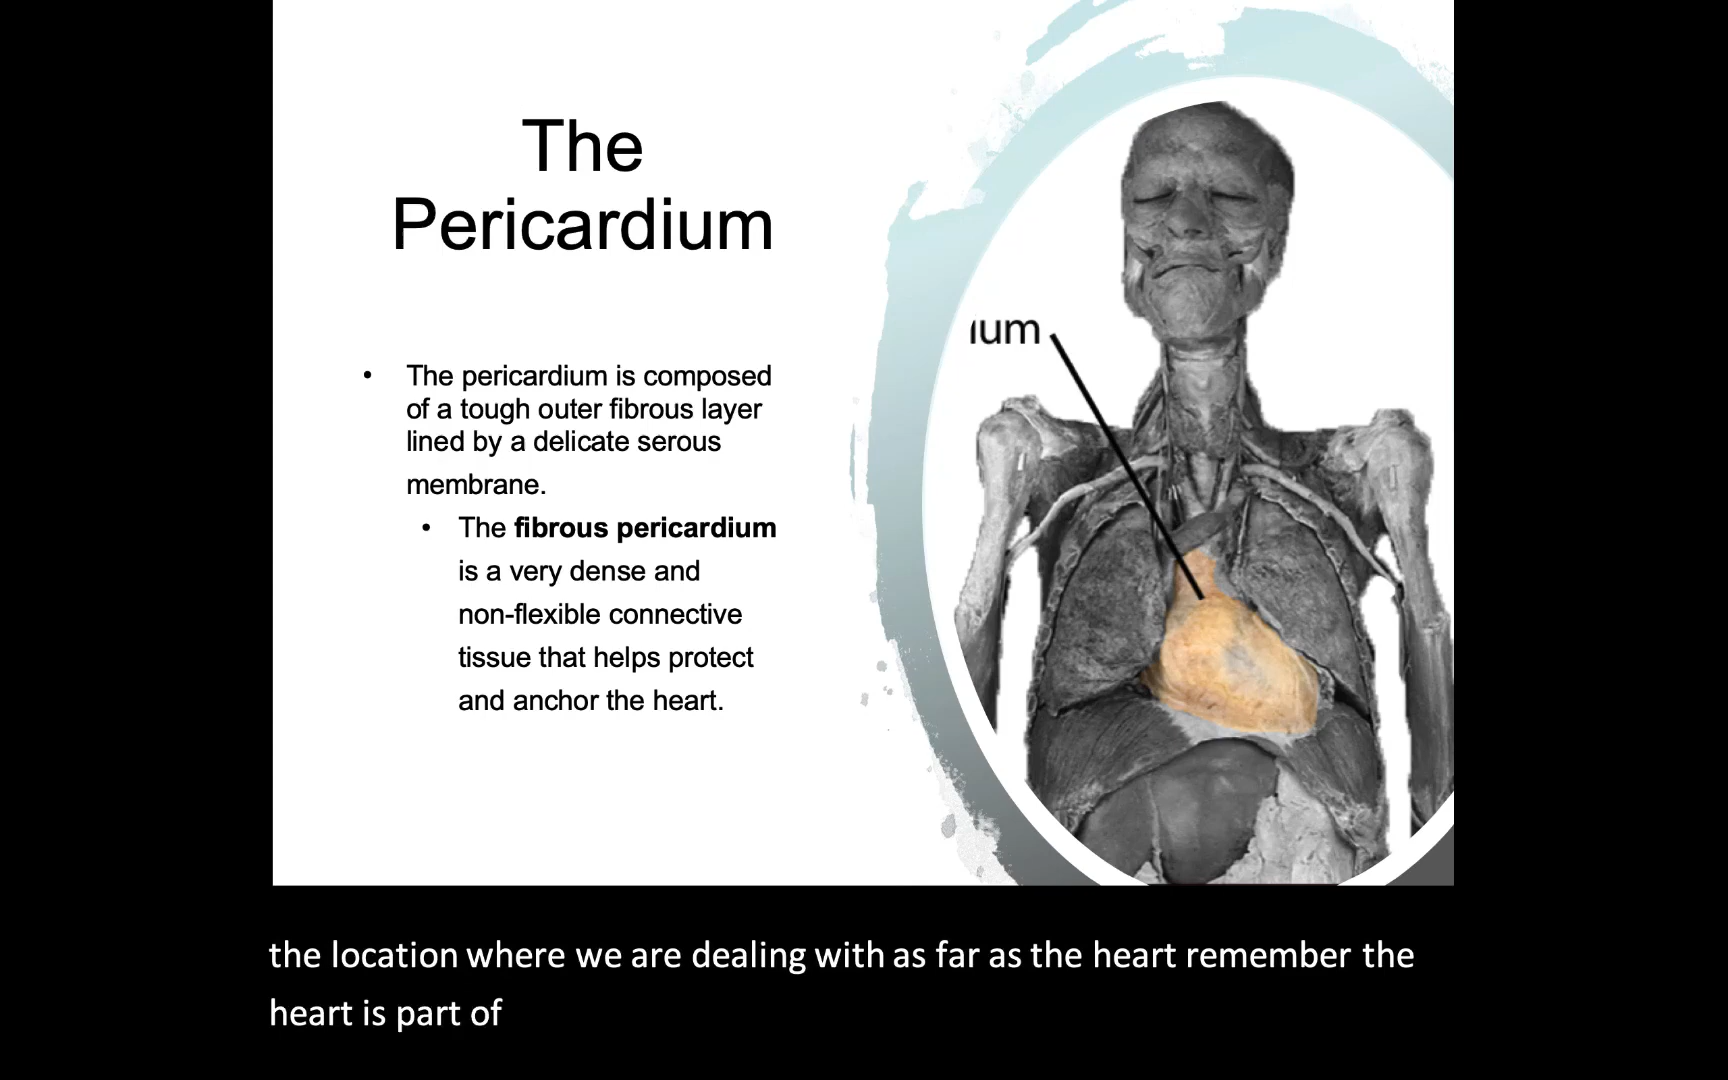 The
Pericardium
• The pericardium is composed
of a tough outer fibrous layer
lined by a delicate serous
membrane.
• The fibrous pericardium
is a very dense and
non-flexible connective
tissue that helps protect
and anchor the heart.
ium
the location where we are dealing with as far as the heart remember the
heart is part of